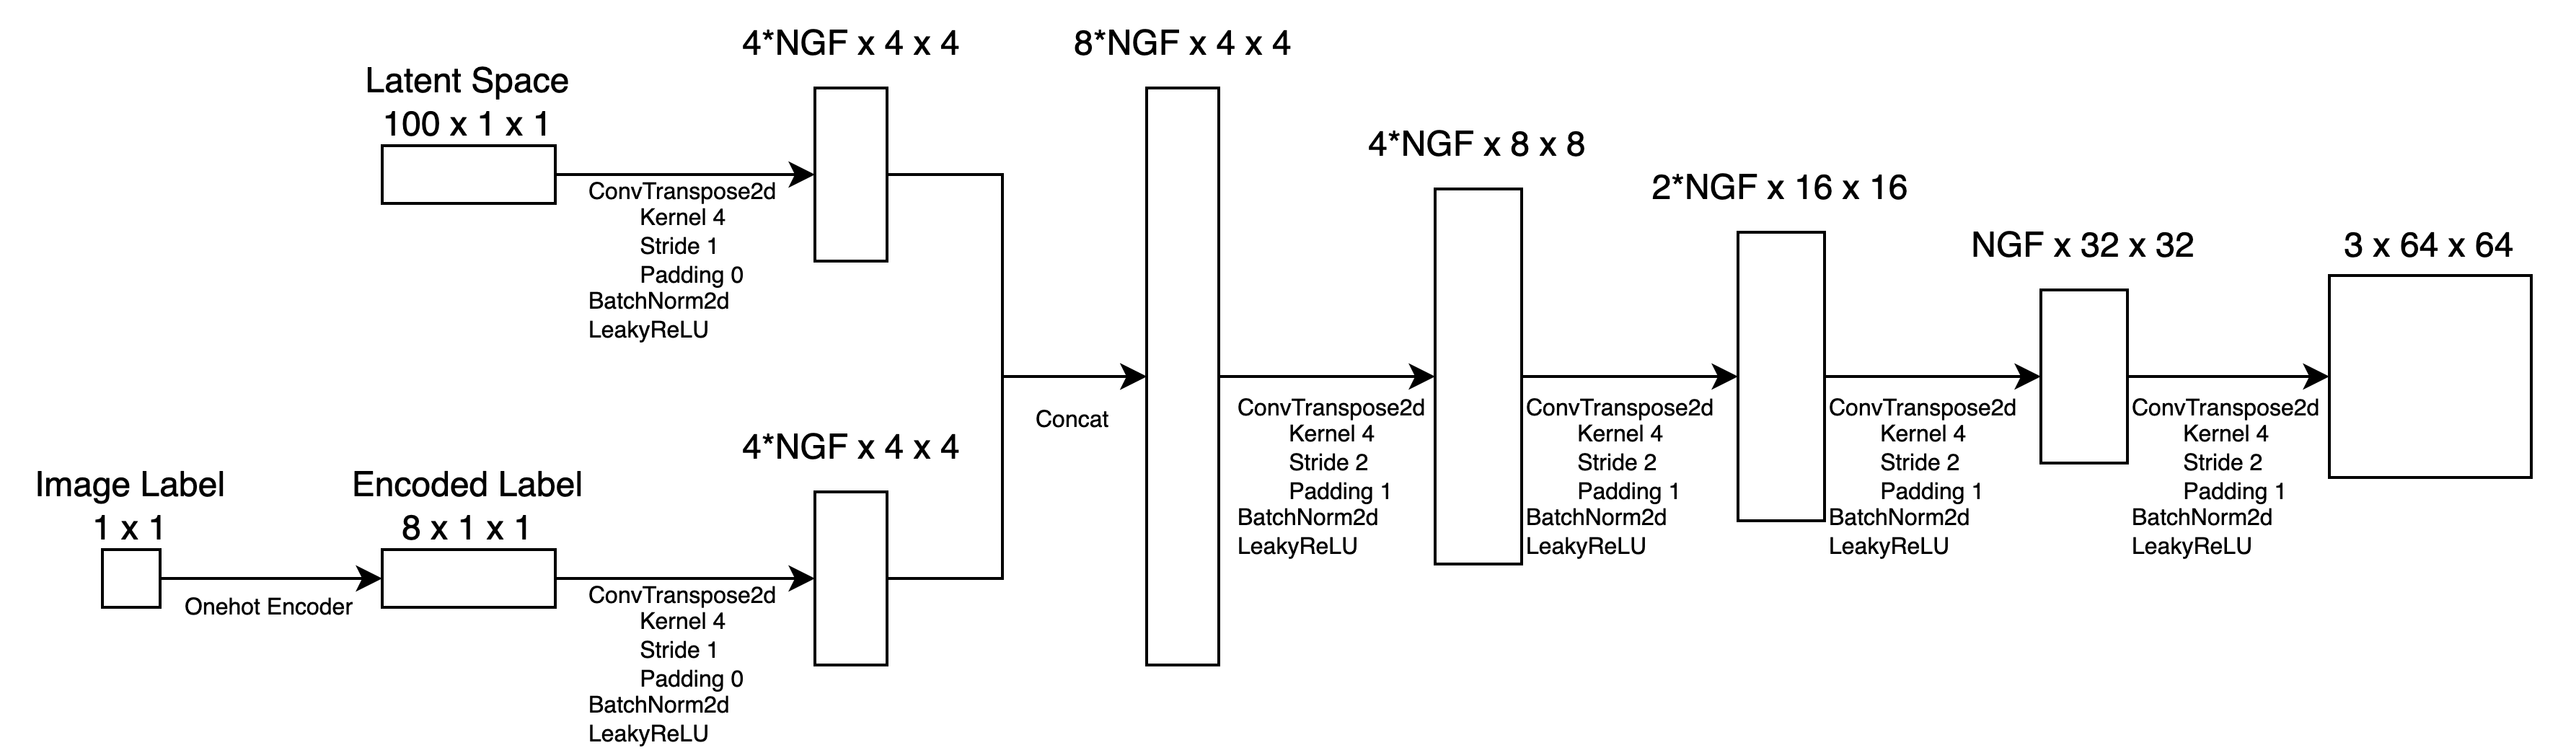 4*NGF x 4 x 4
8*NGF x 4 x 4
Latent Space
100 x 1 x 1
ConvTranspose2d
Kernel 4
Stride 1
Padding 0
BatchNorm2d
LeakyReLU
4*NGF x 8 x 8
2*NGF x 16 x 16
NGF x 32 x 32
3 x 64 x 64
Image Label
1 x 1
Onehot Encoder
Encoded Label
8 x 1 x 1
4*NGF x 4 x 4
ConvTranspose2d
Kernel 4
Stride 1
Padding 0
BatchNorm2d
LeakyReLU
Concat
ConvTranspose2d
Kernel 4
Stride 2
Padding 1
BatchNorm2d
LeakyReLU
ConvTranspose2d
Kernel 4
Stride 2
Padding 1
BatchNorm2d
LeakyReLU
ConvTranspose2d
Kernel 4
Stride 2
Padding 1
BatchNorm2d
LeakyReLU
ConvTranspose2d
Kernel 4
Stride 2
Padding 1
BatchNorm2d
LeakyReLU